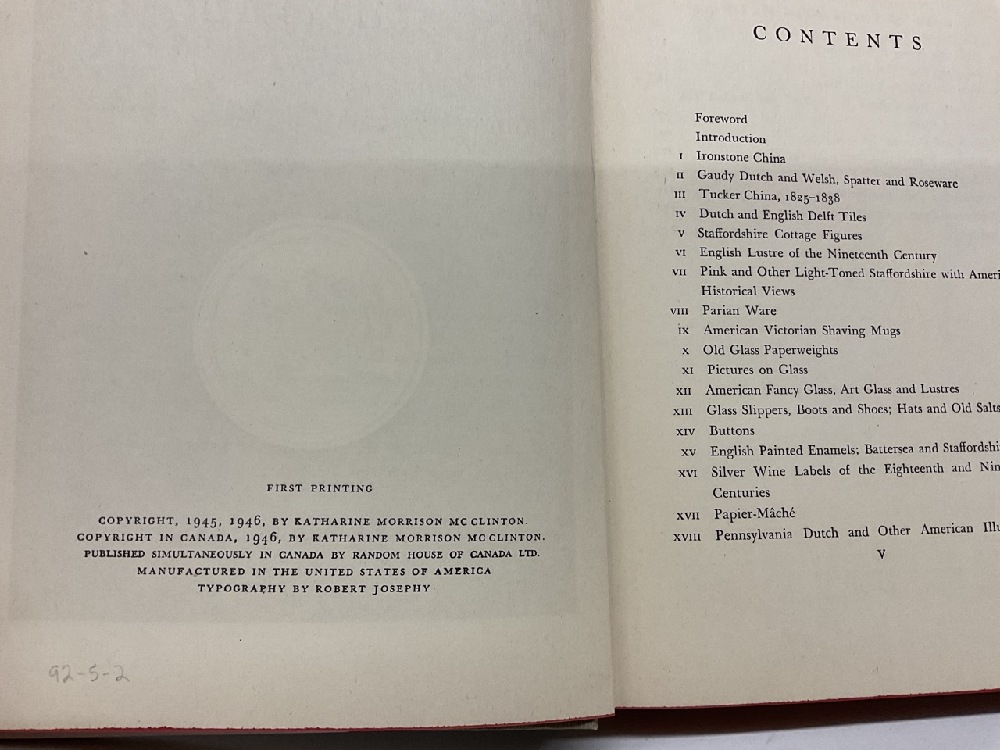 FIRST PRINTING
COPYRIGHT, 1945, 1946, BY KATHARINE MORRISON MCCLINTON.
COPYRIGHT IN CANADA, 1946, BY KATHARINE MORRISON MCCLINTON.
PUBLISHED SIMULTANEOUSLY IN CANADA BY RANDOM HOUSE OF CANADA LTD.
MANUFACTURED IN THE UNITED STATES OF AMERICA
TYPOGRAPHY BY ROBERT JOSEPHY
92-5-2
CONTENTS
Foreword
Introduction
I Ironstone China
II Gaudy Dutch and Welsh, Spatter and Roseware
III Tucker China, 1825–1838
IV Dutch and English Delft Tiles
V Staffordshire Cottage Figures
VI English Lustre of the Nineteenth Century
VII Pink and Other Light-Toned Staffordshire with Ameri
Historical Views
VIII Parian Ware
IX American Victorian Shaving Mugs
X Old Glass Paperweights
XI Pictures on Glass
XII American Fancy Glass, Art Glass and Lustres
XIII Glass Slippers, Boots and Shoes; Hats and Old Salts
XIV Buttons
XV English Painted Enamels; Battersea and Staffordshi
XVI Silver Wine Labels of the Eighteenth and Nin
Centuries
XVII Papier-Mâché
XVIII Pennsylvania Dutch and Other American Illu
V